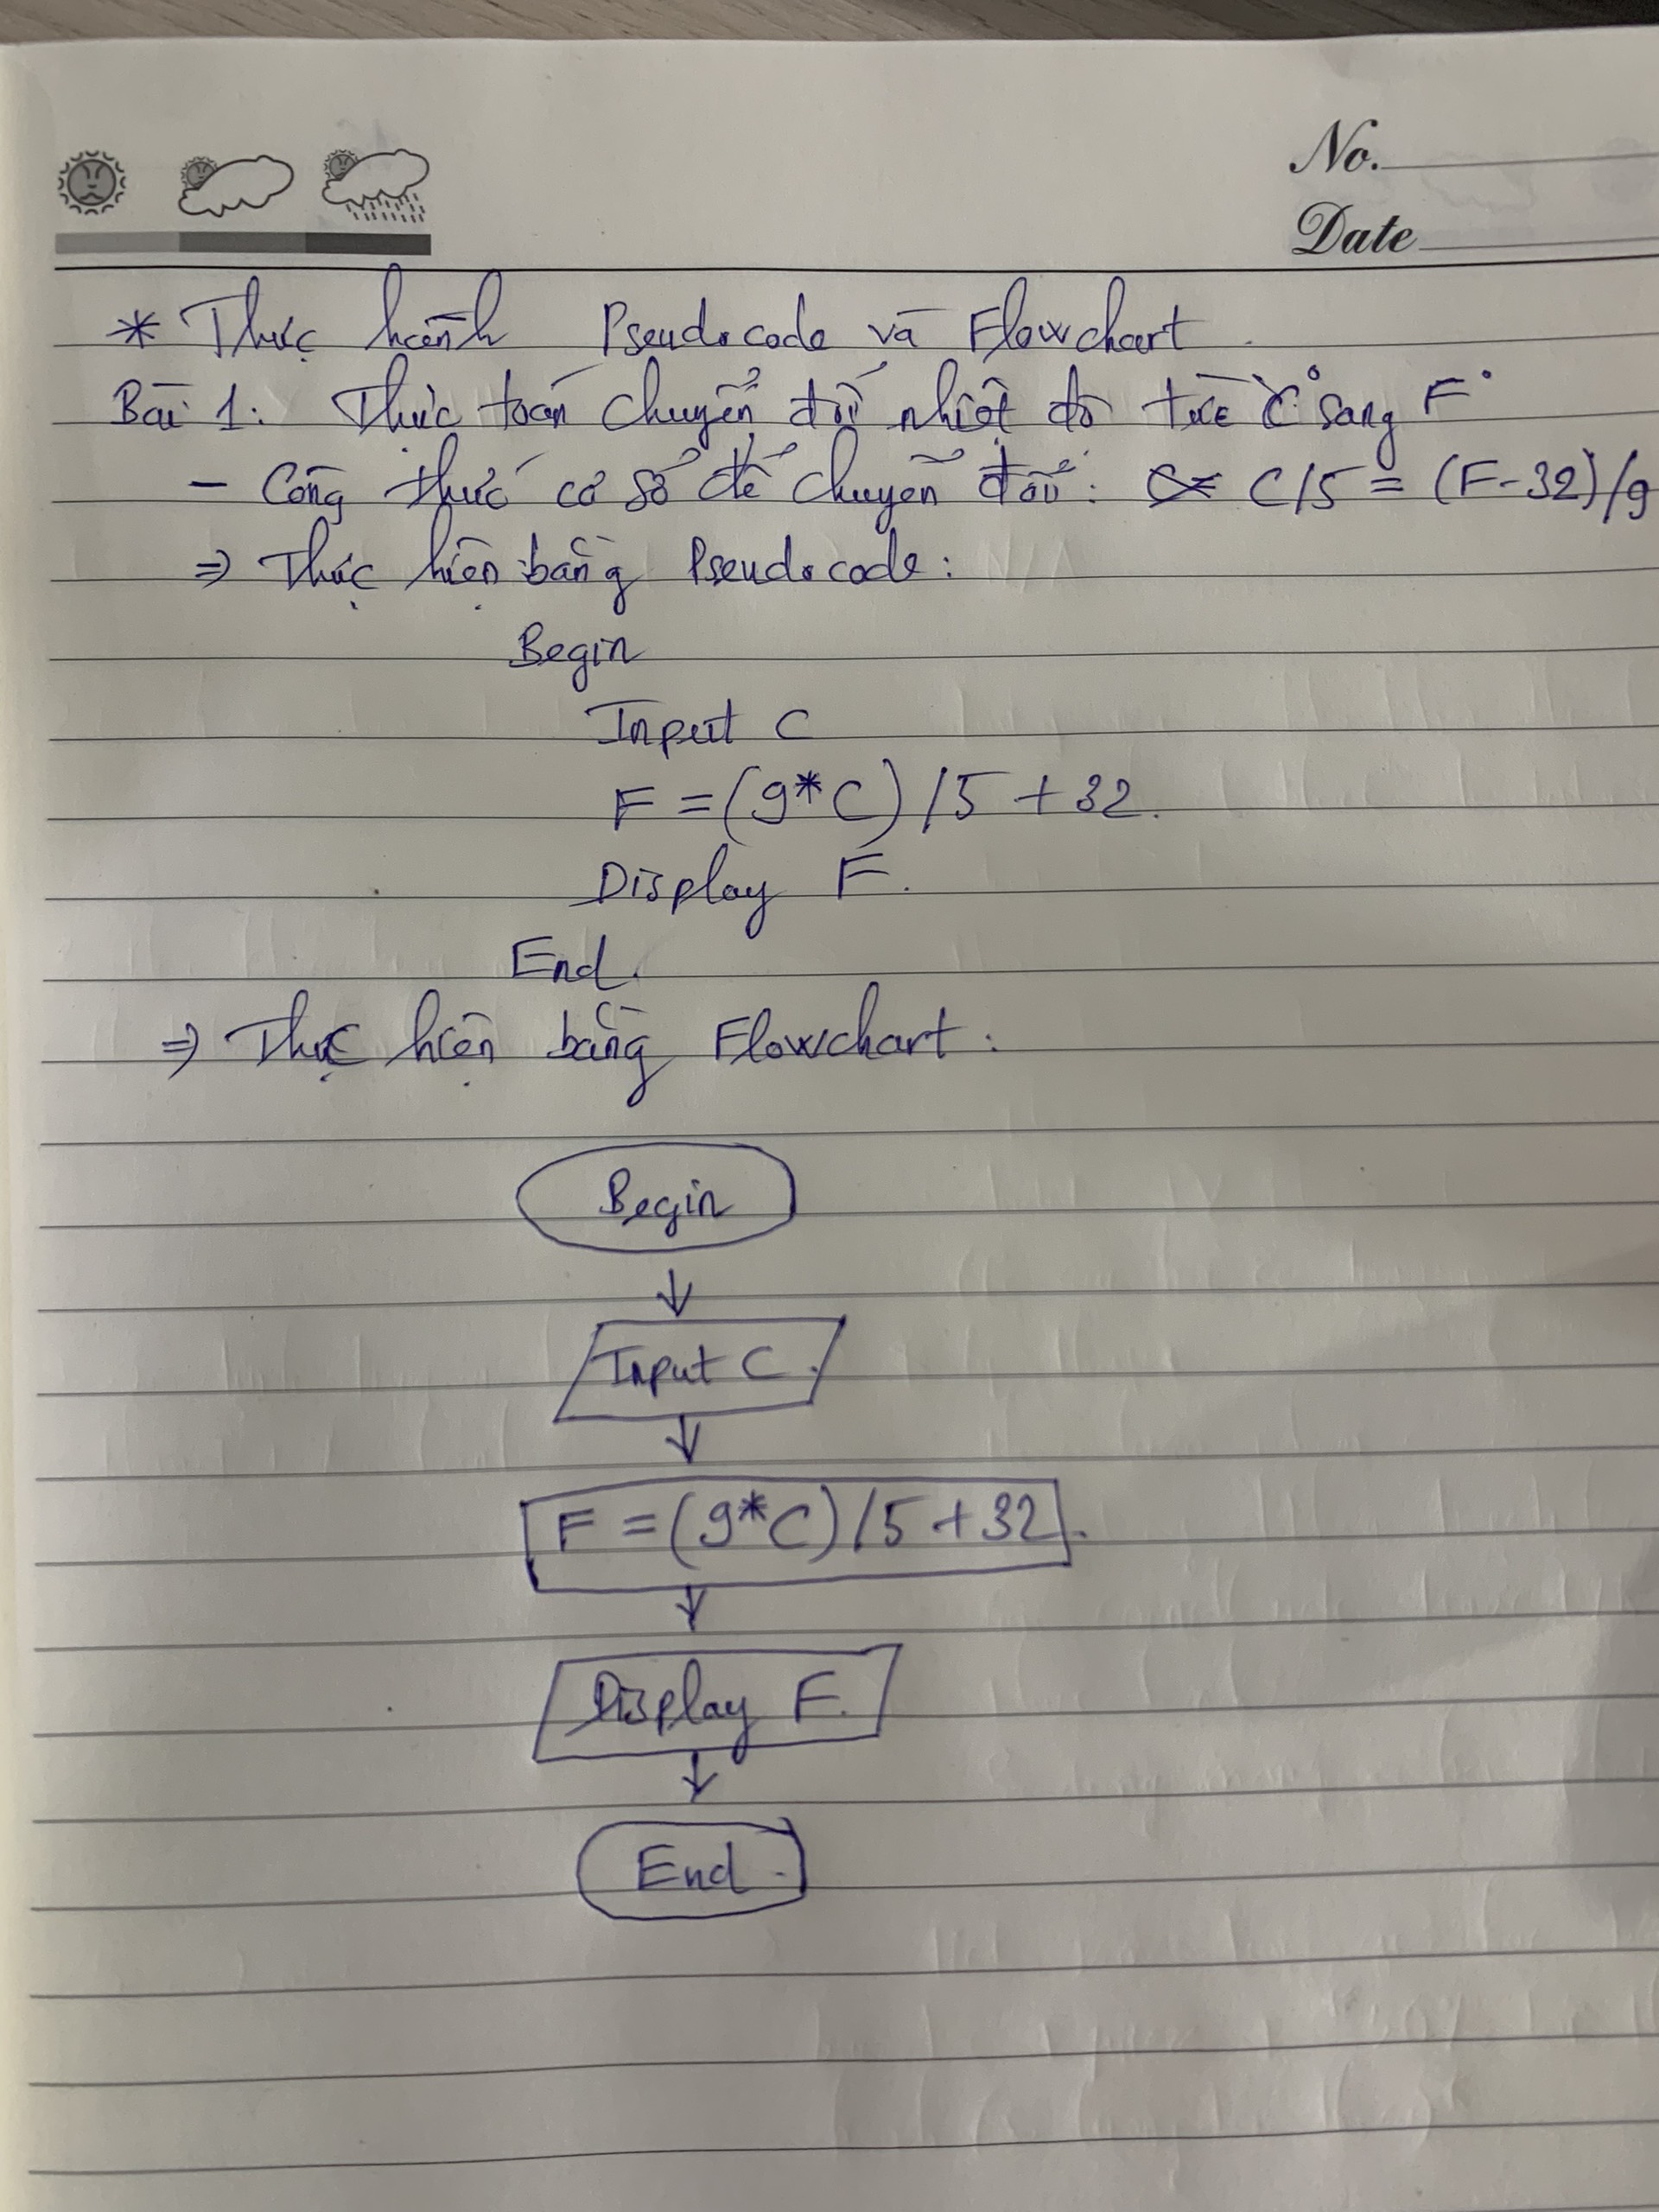 No.
Date
* Thực hành Pseudocode và Flowchart.
Bài 1: Thức toán chuyển đổi nhiệt độ từ C° sang F°
- Công thức cơ sở để chuyển đổi: C/5 = (F-32)/9
⇒ Thực hiện bằng Pseudocode:
Begin
Input C
F = (9*C) /5 + 32.
Display F.
End.
⇒ Thực hiện bằng Flowchart:
Begin
Input C.
F = (9*C) /5 + 32.
Display F.
End.